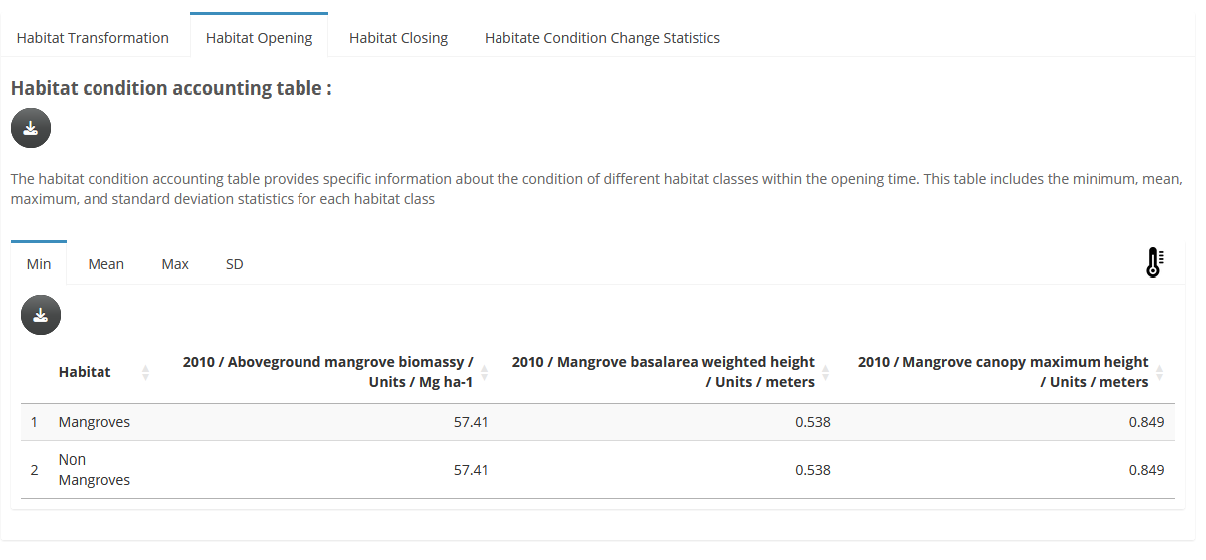 Habitat Transformation
Habitat Opening
Habitat Closing
Habitate Condition Change Statistics
Habitat condition accounting table :
The habitat condition accounting table provides specific information about the condition of different habitat classes within the opening time. This table includes the minimum, mean,
maximum, and standard deviation statistics for each habitat class
Min
Mean
Max
SD
Habitat
2010 / Aboveground mangrove biomassy /
Units / Mg ha-1
2010 / Mangrove basalarea weighted height
/ Units / meters
2010 / Mangrove canopy maximum height
/ Units / meters
1 Mangroves 57.41 0.538 0.849
2 Non
Mangroves 57.41 0.538 0.849